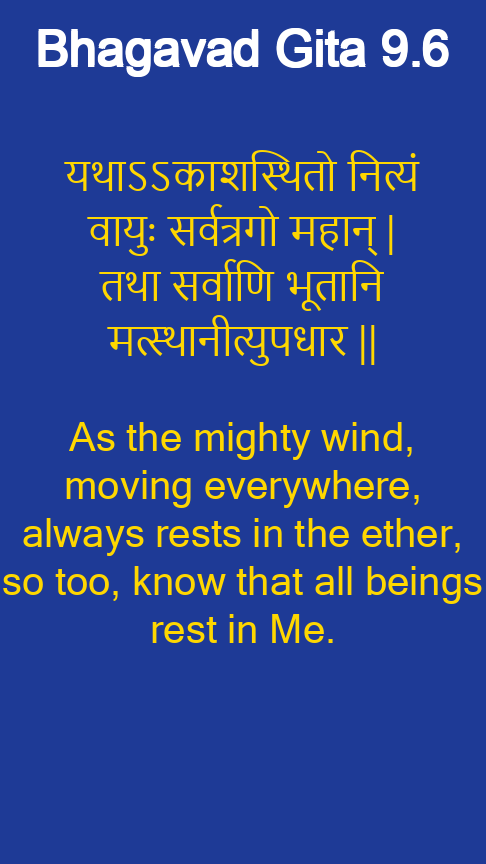 Bhagavad Gita 9.6
यथाऽऽकाशस्थितो नित्यं
वायुः सर्वत्रगो महान् |
तथा सर्वाणि भूतानि
मत्स्थानीत्युपधार ||
As the mighty wind,
moving everywhere,
always rests in the ether,
so too, know that all beings
rest in Me.